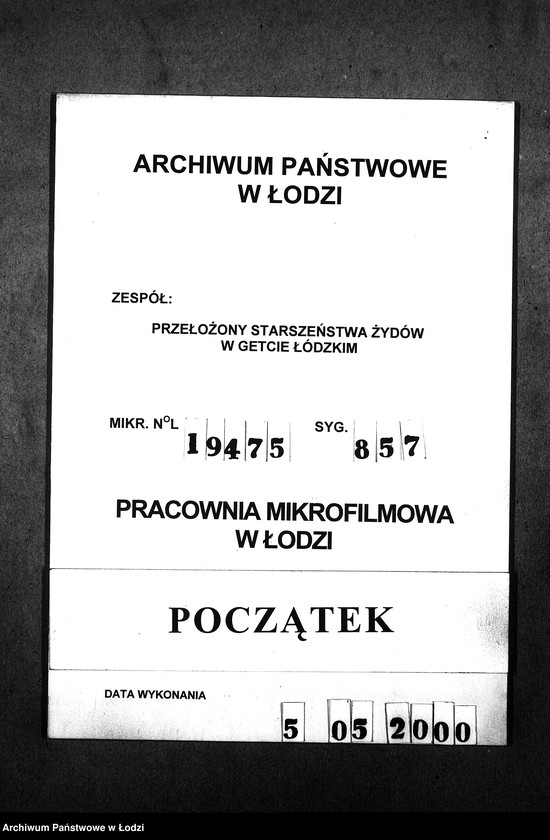 ARCHIWUM PAŃSTWOWE
W ŁODZI
ZESPÓŁ:
PRZEŁOŻONY STARSZEŃSTWA ŻYDÓW
W GETCIE ŁÓDZKIM
MIKR. NOL 19475 SYG. 857
PRACOWNIA MIKROFILMOWA
W ŁODZI
POCZĄTEK
DATA WYKONANIA
5 05 2000
Archiwum Państwowe w Łodzi